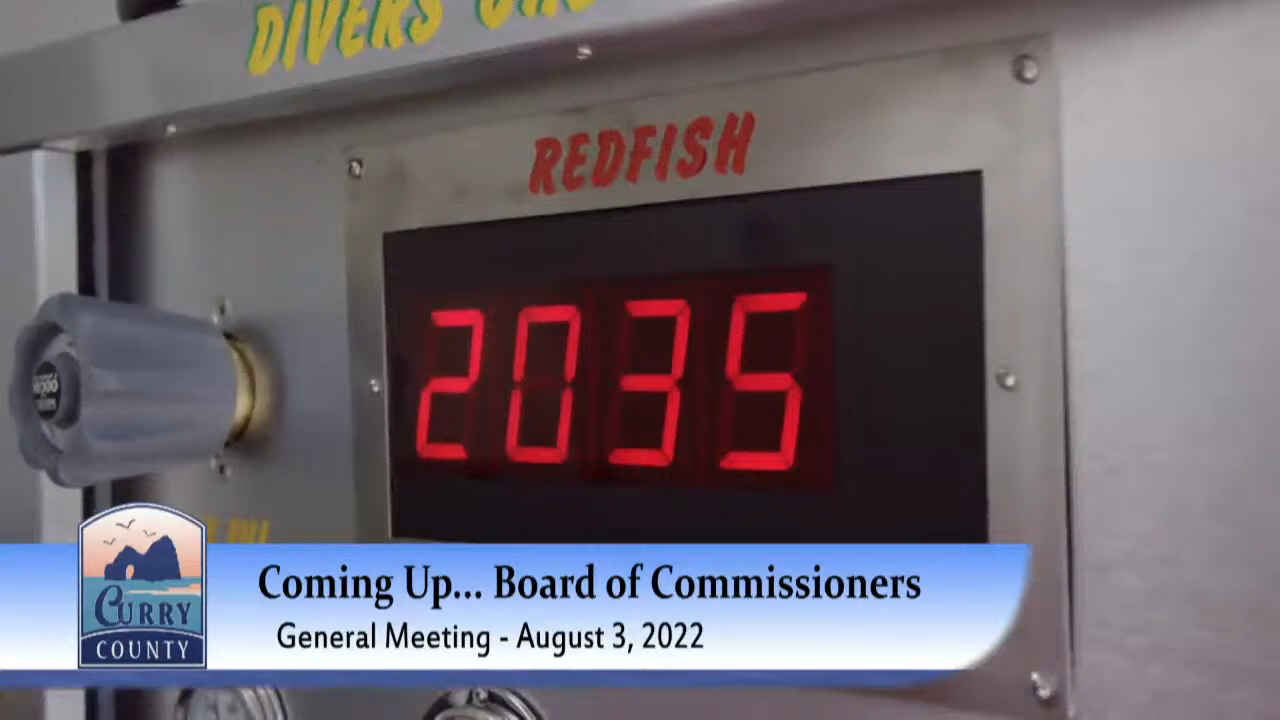 DIVERS
REDFISH
2035
Coming Up... Board of Commissioners
General Meeting - August 3, 2022
CURRY
COUNTY